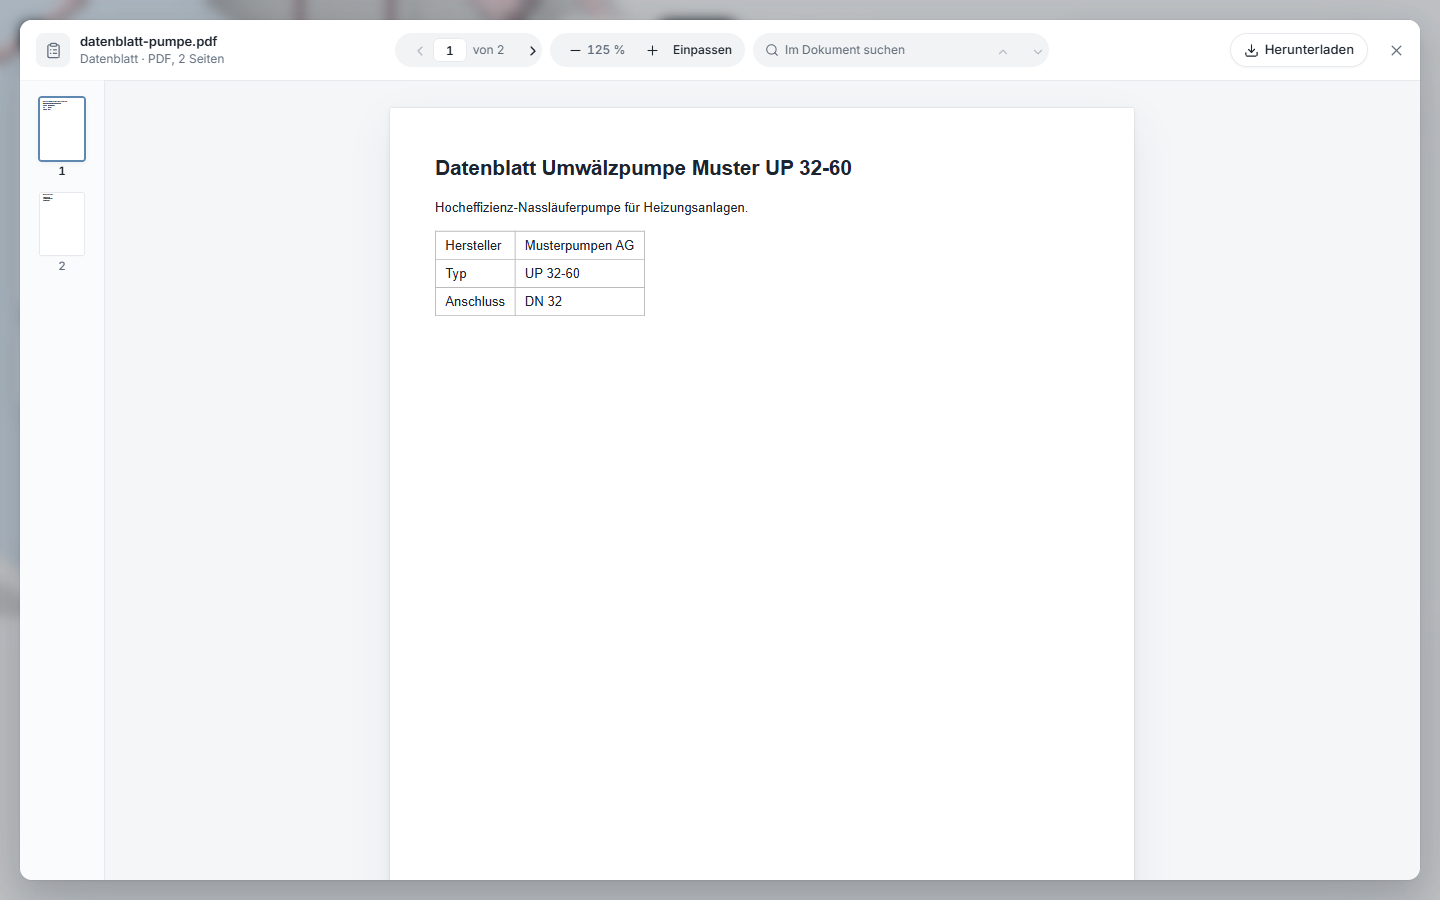 datenblatt-pumpe.pdf
Datenblatt · PDF, 2 Seiten
1 von 2
125 %
Einpassen
Im Dokument suchen
Herunterladen
1
2
Datenblatt Umwälzpumpe Muster UP 32-60
Hocheffizienz-Nassläuferpumpe für Heizungsanlagen.
Hersteller Musterpumpen AG
Typ UP 32-60
Anschluss DN 32